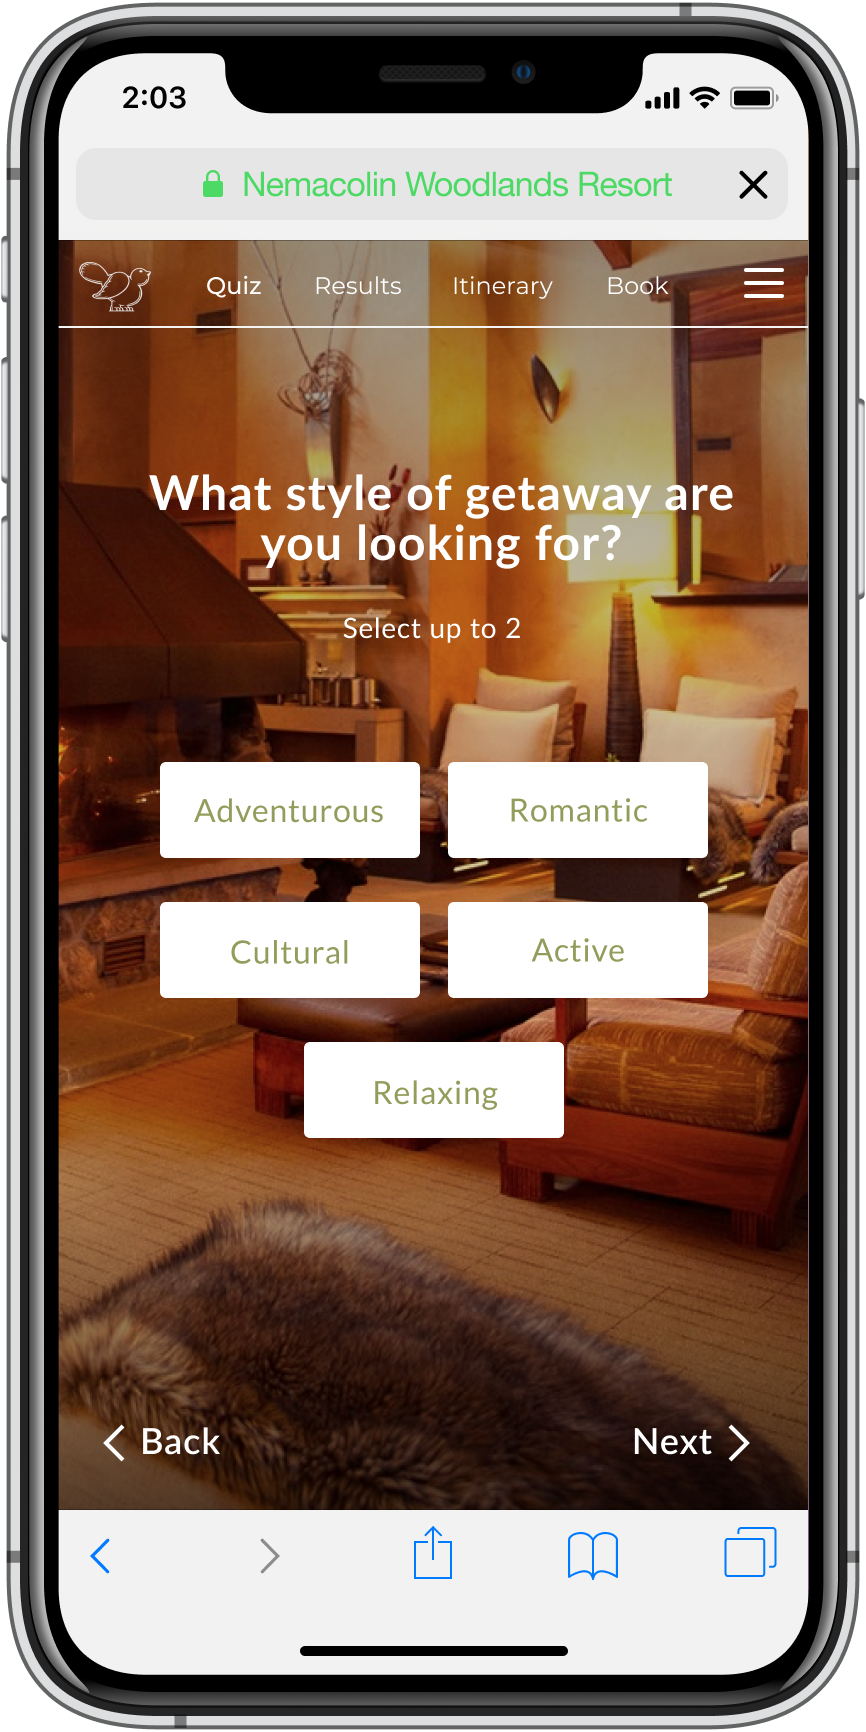 2:03
Nemacolin Woodlands Resort
Quiz Results Itinerary Book
What style of getaway are
you looking for?
Select up to 2
Adventurous Romantic
Cultural Active
Relaxing
Back Next